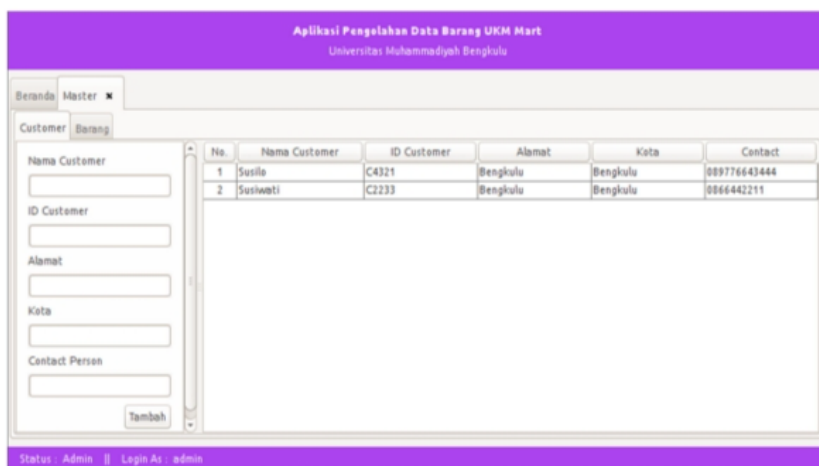 Aplikasi Pengolahan Data Barang UKM Mart
Universitas Muhammadiyah Bengkulu
Beranda Master ✖
Customer Barang
Nama Customer
ID Customer
Alamat
Kota
Contact Person
Tambah
No. Nama Customer ID Customer Alamat Kota Contact
1 Susilo C4321 Bengkulu Bengkulu 089776643444
2 Susiwati C2233 Bengkulu Bengkulu 0866442211
Status : Admin || Login As : admin